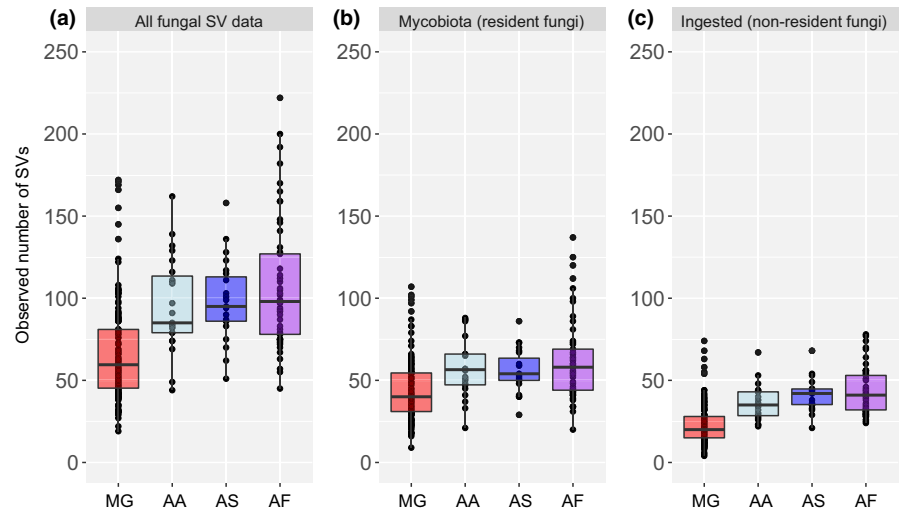 (a) All fungal SV data
(b) Mycobiota (resident fungi)
(c) Ingested (non-resident fungi)
Observed number of SVs
250
200
150
100
50
0
MG AA AS AF
250
200
150
100
50
0
MG AA AS AF
250
200
150
100
50
0
MG AA AS AF